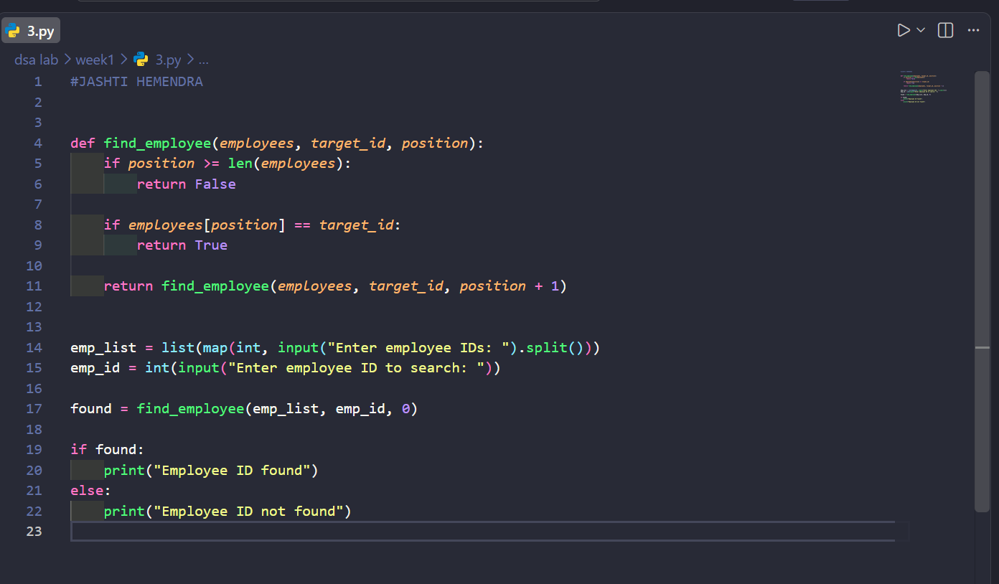 3.py
dsa lab > week1 > 3.py > ...
1 #JASHTI HEMENDRA
2
3
4 def find_employee(employees, target_id, position):
5     if position >= len(employees):
6         return False
7
8     if employees[position] == target_id:
9         return True
10
11     return find_employee(employees, target_id, position + 1)
12
13
14 emp_list = list(map(int, input("Enter employee IDs: ").split()))
15 emp_id = int(input("Enter employee ID to search: "))
16
17 found = find_employee(emp_list, emp_id, 0)
18
19 if found:
20     print("Employee ID found")
21 else:
22     print("Employee ID not found")
23